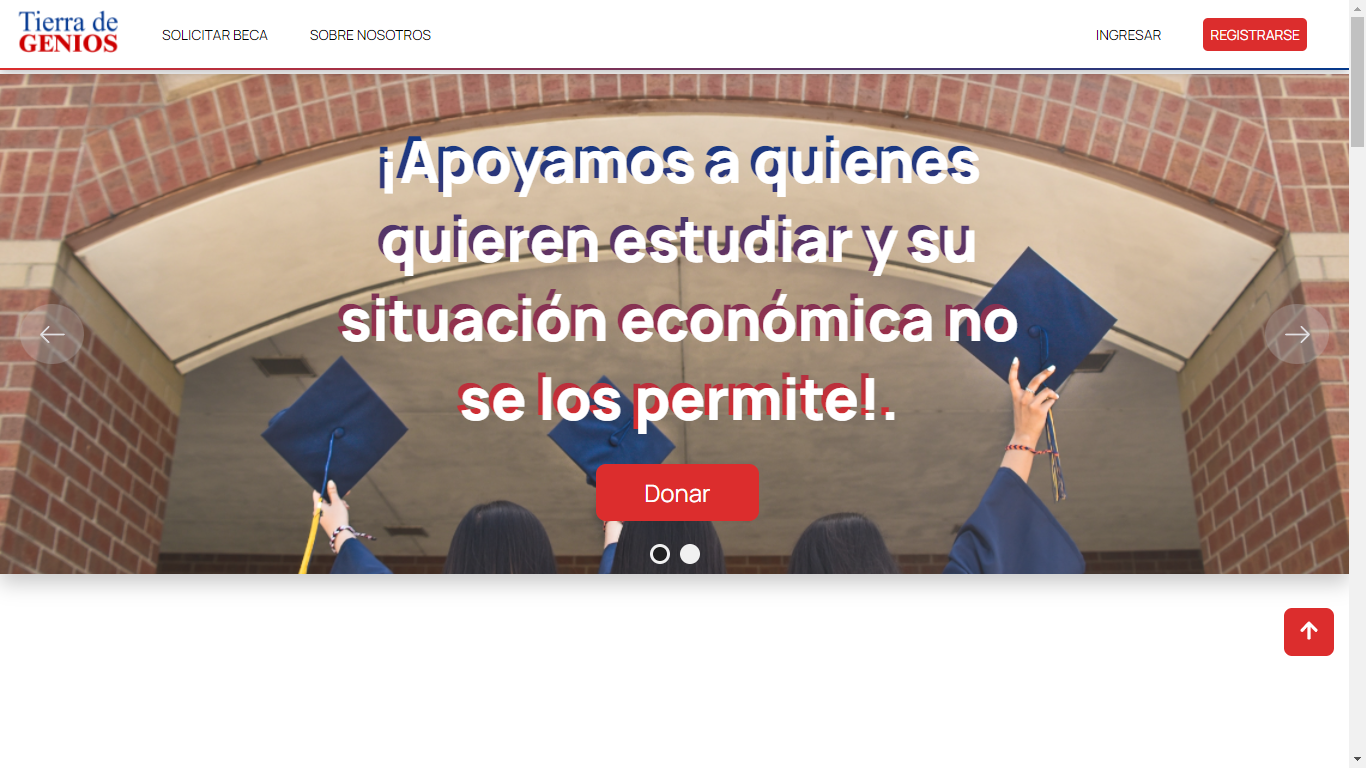 Tierra de
GENIOS
SOLICITAR BECA
SOBRE NOSOTROS
INGRESAR
REGISTRARSE
¡Apoyamos a quienes
quieren estudiar y su
situación económica no
se los permite!.
Donar